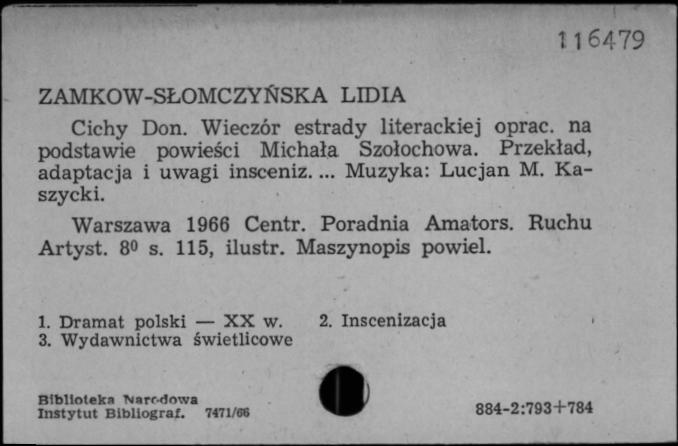 116479
ZAMKOW-SŁOMCZYŃSKA LIDIA
Cichy Don. Wieczór estrady literackiej oprac. na
podstawie powieści Michała Szołochowa. Przekład,
adaptacja i uwagi insceniz. ... Muzyka: Lucjan M. Ka-
szycki.
Warszawa 1966 Centr. Poradnia Amators. Ruchu
Artyst. 8⁰ s. 115, ilustr. Maszynopis powiel.
1. Dramat polski — XX w. 2. Inscenizacja
3. Wydawnictwa świetlicowe
Biblioteka Narodowa
Instytut Bibliograf. 7471/66
884-2:793+784